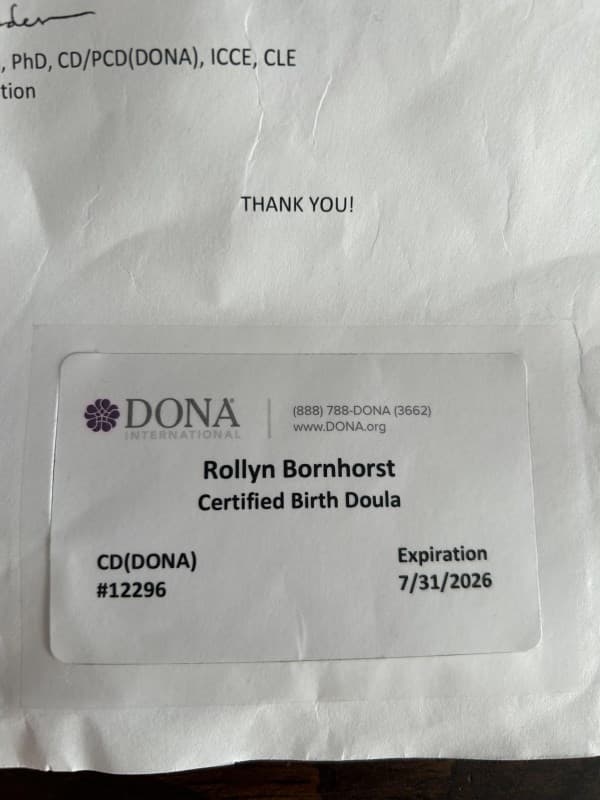 , PhD, CD/PCD(DONA), ICCE, CLE
tion
THANK YOU!
DONA
INTERNATIONAL
(888) 788-DONA (3662)
www.DONA.org
Rollyn Bornhorst
Certified Birth Doula
CD(DONA)
#12296
Expiration
7/31/2026